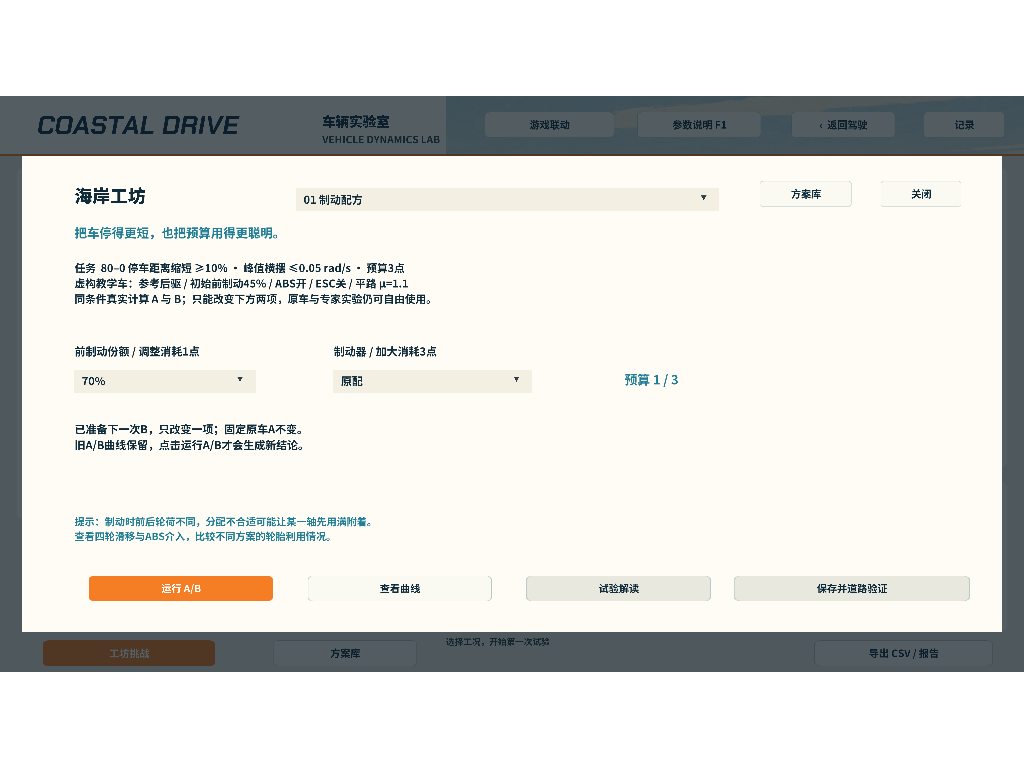 COASTAL DRIVE
车辆实验室
VEHICLE DYNAMICS LAB
游戏联动
参数说明 F1
‹ 返回驾驶
记录
海岸工坊
01 制动配方
▼
方案库
关闭
把车停得更短，也把预算用得更聪明。
任务 80–0 停车距离缩短 ≥10% · 峰值横摆 ≤0.05 rad/s · 预算3点
虚构教学车：参考后驱 / 初始前制动45% / ABS开 / ESC关 / 平路 μ=1.1
同条件真实计算 A 与 B；只能改变下方两项，原车与专家实验仍可自由使用。
前制动份额 / 调整消耗1点
制动器 / 加大消耗3点
70%
▼
原配
▼
预算 1 / 3
已准备下一次B，只改变一项；固定原车A不变。
旧A/B曲线保留，点击运行A/B才会生成新结论。
提示：制动时前后轮荷不同，分配不合适可能让某一轴先用满附着。
查看四轮滑移与ABS介入，比较不同方案的轮胎利用情况。
运行 A/B
查看曲线
试验解读
保存并道路验证
选择工况，开始第一次试验
工坊挑战
方案库
导出 CSV / 报告